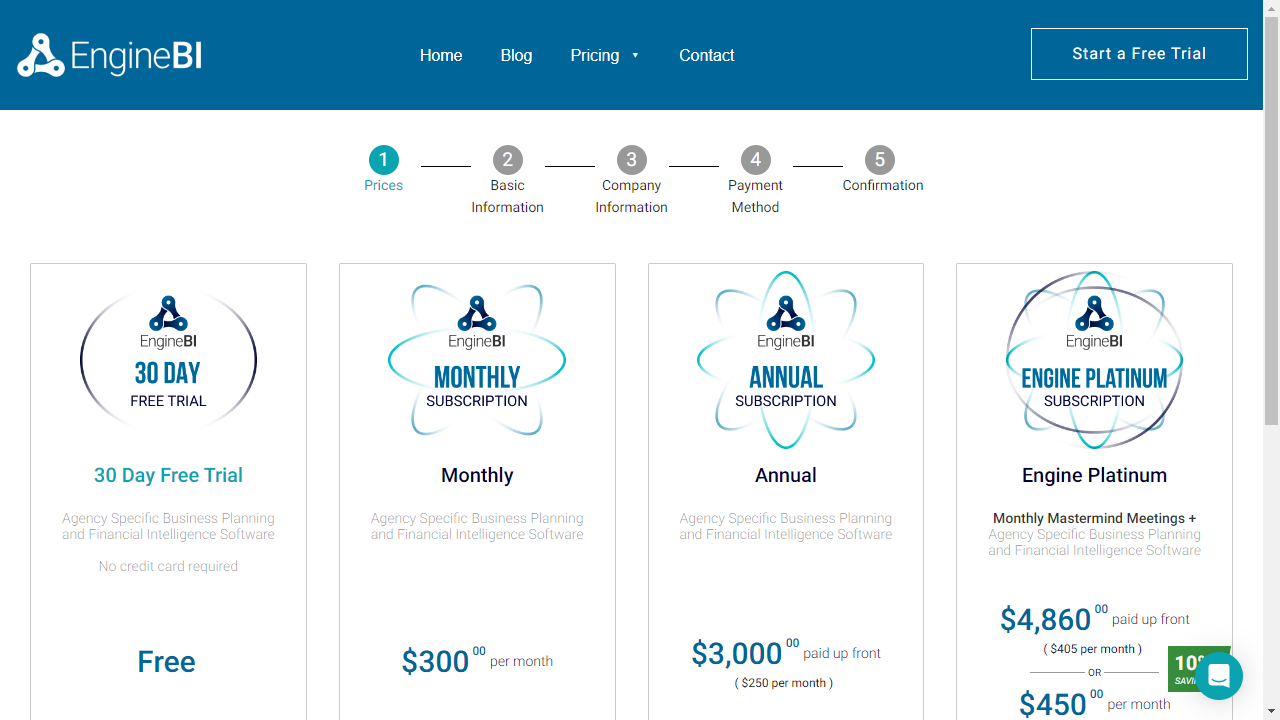 EngineBI
Home
Blog
Pricing
Contact
Start a Free Trial
1
Prices
2
Basic
Information
3
Company
Information
4
Payment
Method
5
Confirmation
EngineBI
30 DAY
FREE TRIAL
30 Day Free Trial
Agency Specific Business Planning
and Financial Intelligence Software
No credit card required
Free
EngineBI
MONTHLY
SUBSCRIPTION
Monthly
Agency Specific Business Planning
and Financial Intelligence Software
$300 00 per month
EngineBI
ANNUAL
SUBSCRIPTION
Annual
Agency Specific Business Planning
and Financial Intelligence Software
$3,000 00 paid up front
( $250 per month )
EngineBI
ENGINE PLATINUM
SUBSCRIPTION
Engine Platinum
Monthly Mastermind Meetings +
Agency Specific Business Planning
and Financial Intelligence Software
$4,860 00 paid up front
( $405 per month )
OR
$450 00 per month